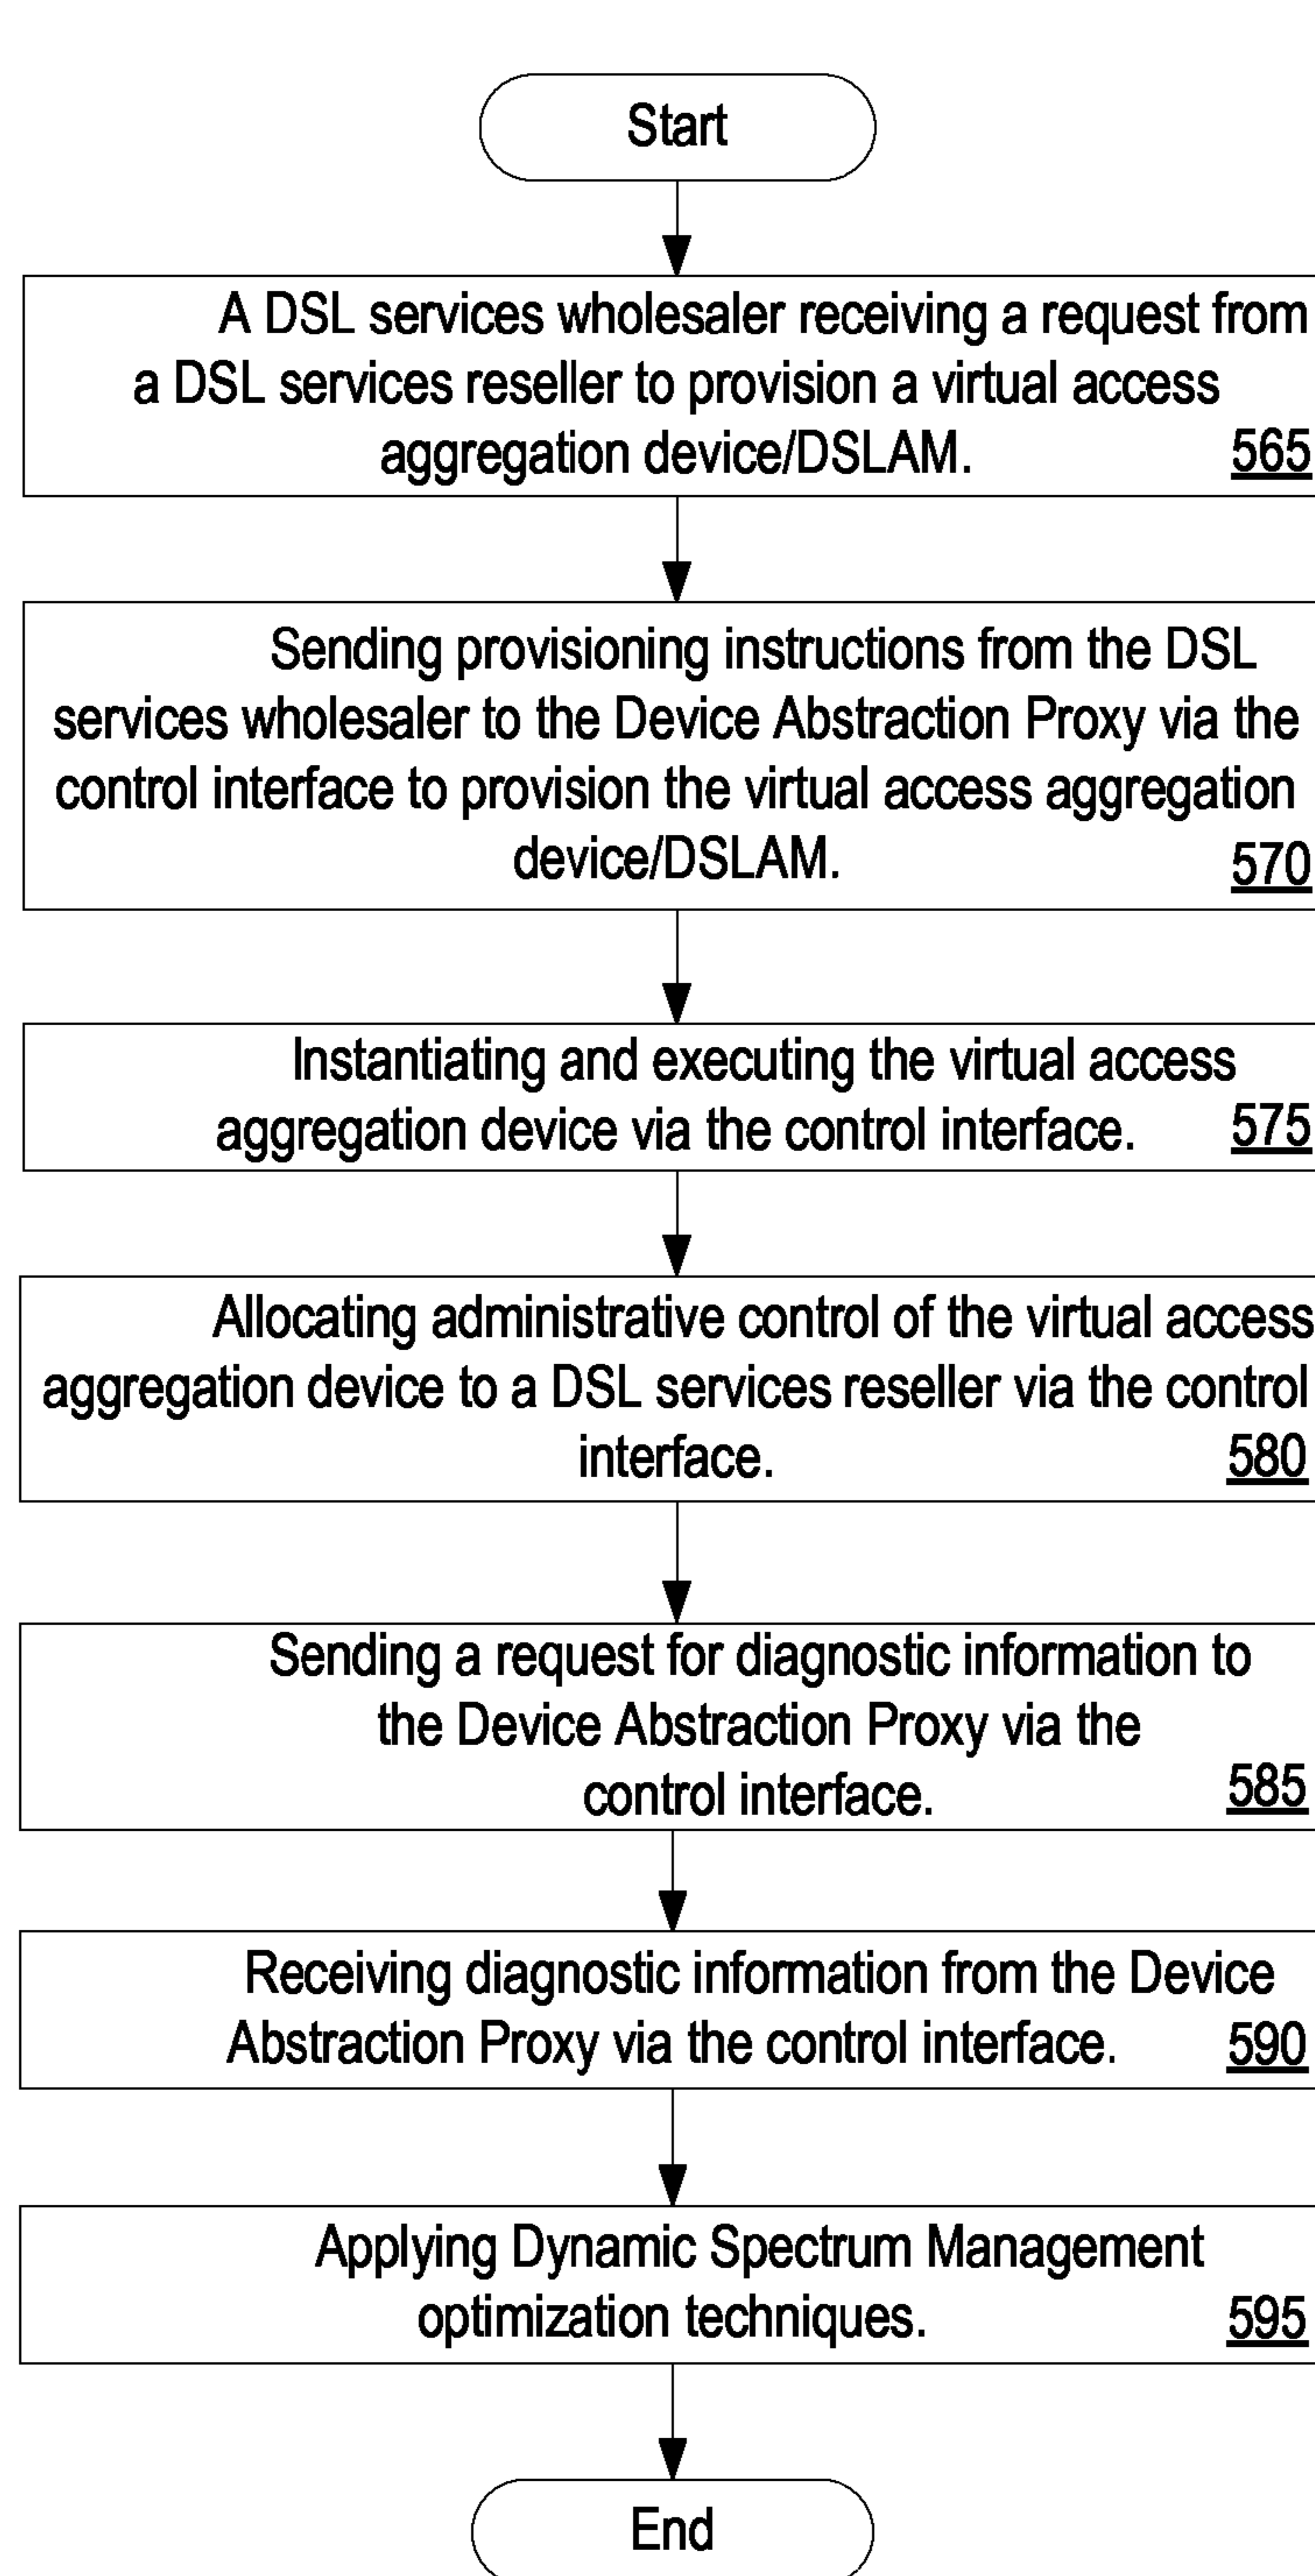 Start
A DSL services wholesaler receiving a request from
a DSL services reseller to provision a virtual access
aggregation device/DSLAM.
565
Sending provisioning instructions from the DSL
services wholesaler to the Device Abstraction Proxy via the
control interface to provision the virtual access aggregation
device/DSLAM.
570
Instantiating and executing the virtual access
aggregation device via the control interface.
575
Allocating administrative control of the virtual access
aggregation device to a DSL services reseller via the control
interface.
580
Sending a request for diagnostic information to
the Device Abstraction Proxy via the
control interface.
585
Receiving diagnostic information from the Device
Abstraction Proxy via the control interface.
590
Applying Dynamic Spectrum Management
optimization techniques.
595
End